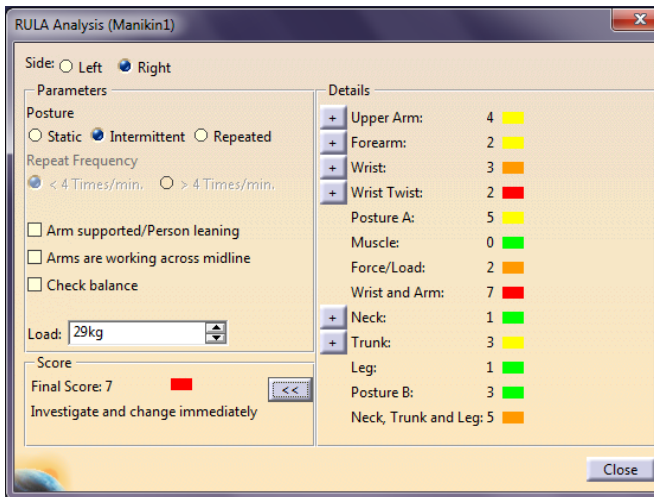 RULA Analysis (Manikin1)
Side: Left Right
Parameters
Posture
Static Intermittent Repeated
Repeat Frequency
< 4 Times/min. > 4 Times/min.
Arm supported/Person leaning
Arms are working across midline
Check balance
Load: 29kg
Score
Final Score: 7
<<
Investigate and change immediately
Details
+ Upper Arm: 4
+ Forearm: 2
+ Wrist: 3
+ Wrist Twist: 2
Posture A: 5
Muscle: 0
Force/Load: 2
Wrist and Arm: 7
+ Neck: 1
+ Trunk: 3
Leg: 1
Posture B: 3
Neck, Trunk and Leg: 5
Close